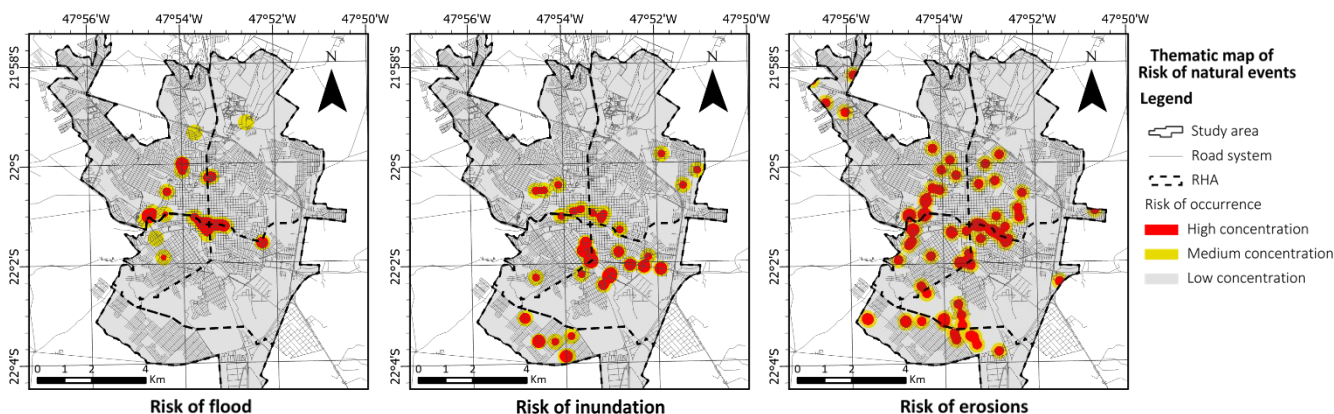 47°56'W 47°54'W 47°52'W 47°50'W
21°58'S
22°0'S
22°2'S
22°4'S
N
0 1 2 4 Km
Risk of flood
47°56'W 47°54'W 47°52'W 47°50'W
21°58'S
22°0'S
22°2'S
22°4'S
N
0 1 2 4 Km
Risk of inundation
47°56'W 47°54'W 47°52'W 47°50'W
21°58'S
22°0'S
22°2'S
22°4'S
N
0 1 2 4 Km
Risk of erosions
Thematic map of
Risk of natural events
Legend
Study area
Road system
RHA
Risk of occurrence
High concentration
Medium concentration
Low concentration